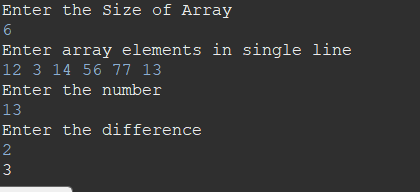 Enter the Size of Array
6
Enter array elements in single line
12 3 14 56 77 13
Enter the number
13
Enter the difference
2
3